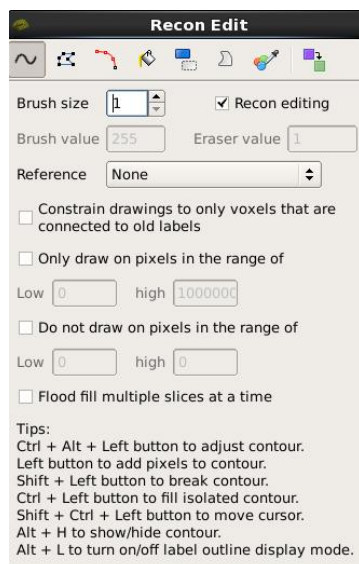 Recon Edit
Brush size 1 Recon editing
Brush value 255 Eraser value 1
Reference None
Constrain drawings to only voxels that are
connected to old labels
Only draw on pixels in the range of
Low 0 high 1000000
Do not draw on pixels in the range of
Low 0 high 0
Flood fill multiple slices at a time
Tips:
Ctrl + Alt + Left button to adjust contour.
Left button to add pixels to contour.
Shift + Left button to break contour.
Ctrl + Left button to fill isolated contour.
Shift + Ctrl + Left button to move cursor.
Alt + H to show/hide contour.
Alt + L to turn on/off label outline display mode.